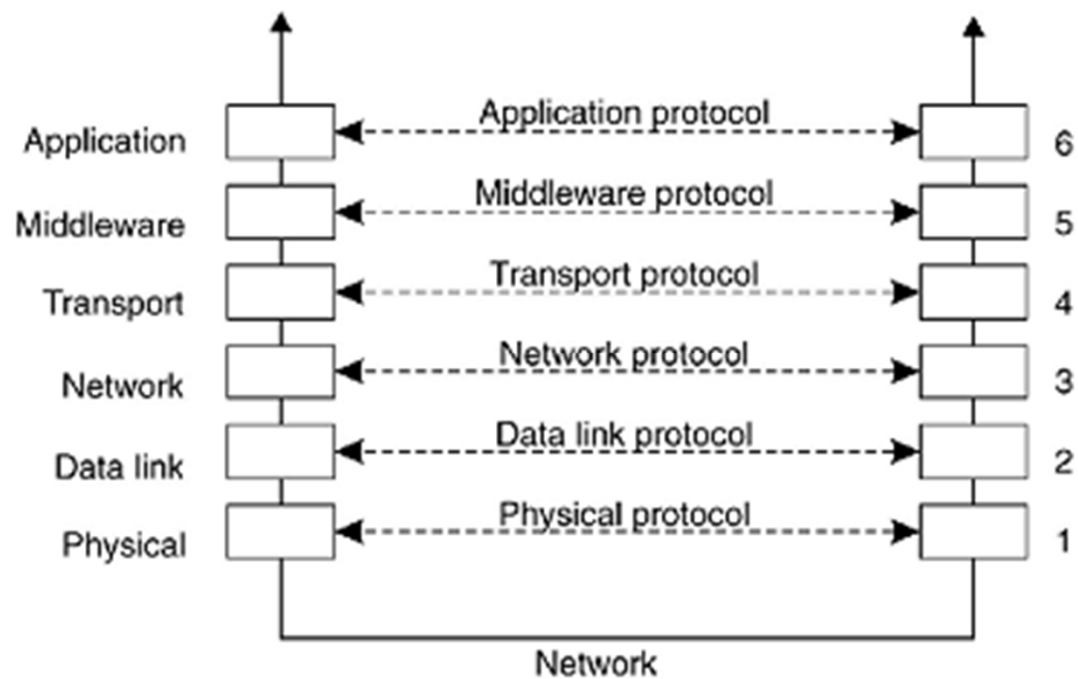 Application Application protocol 6
Middleware Middleware protocol 5
Transport Transport protocol 4
Network Network protocol 3
Data link Data link protocol 2
Physical Physical protocol 1
Network